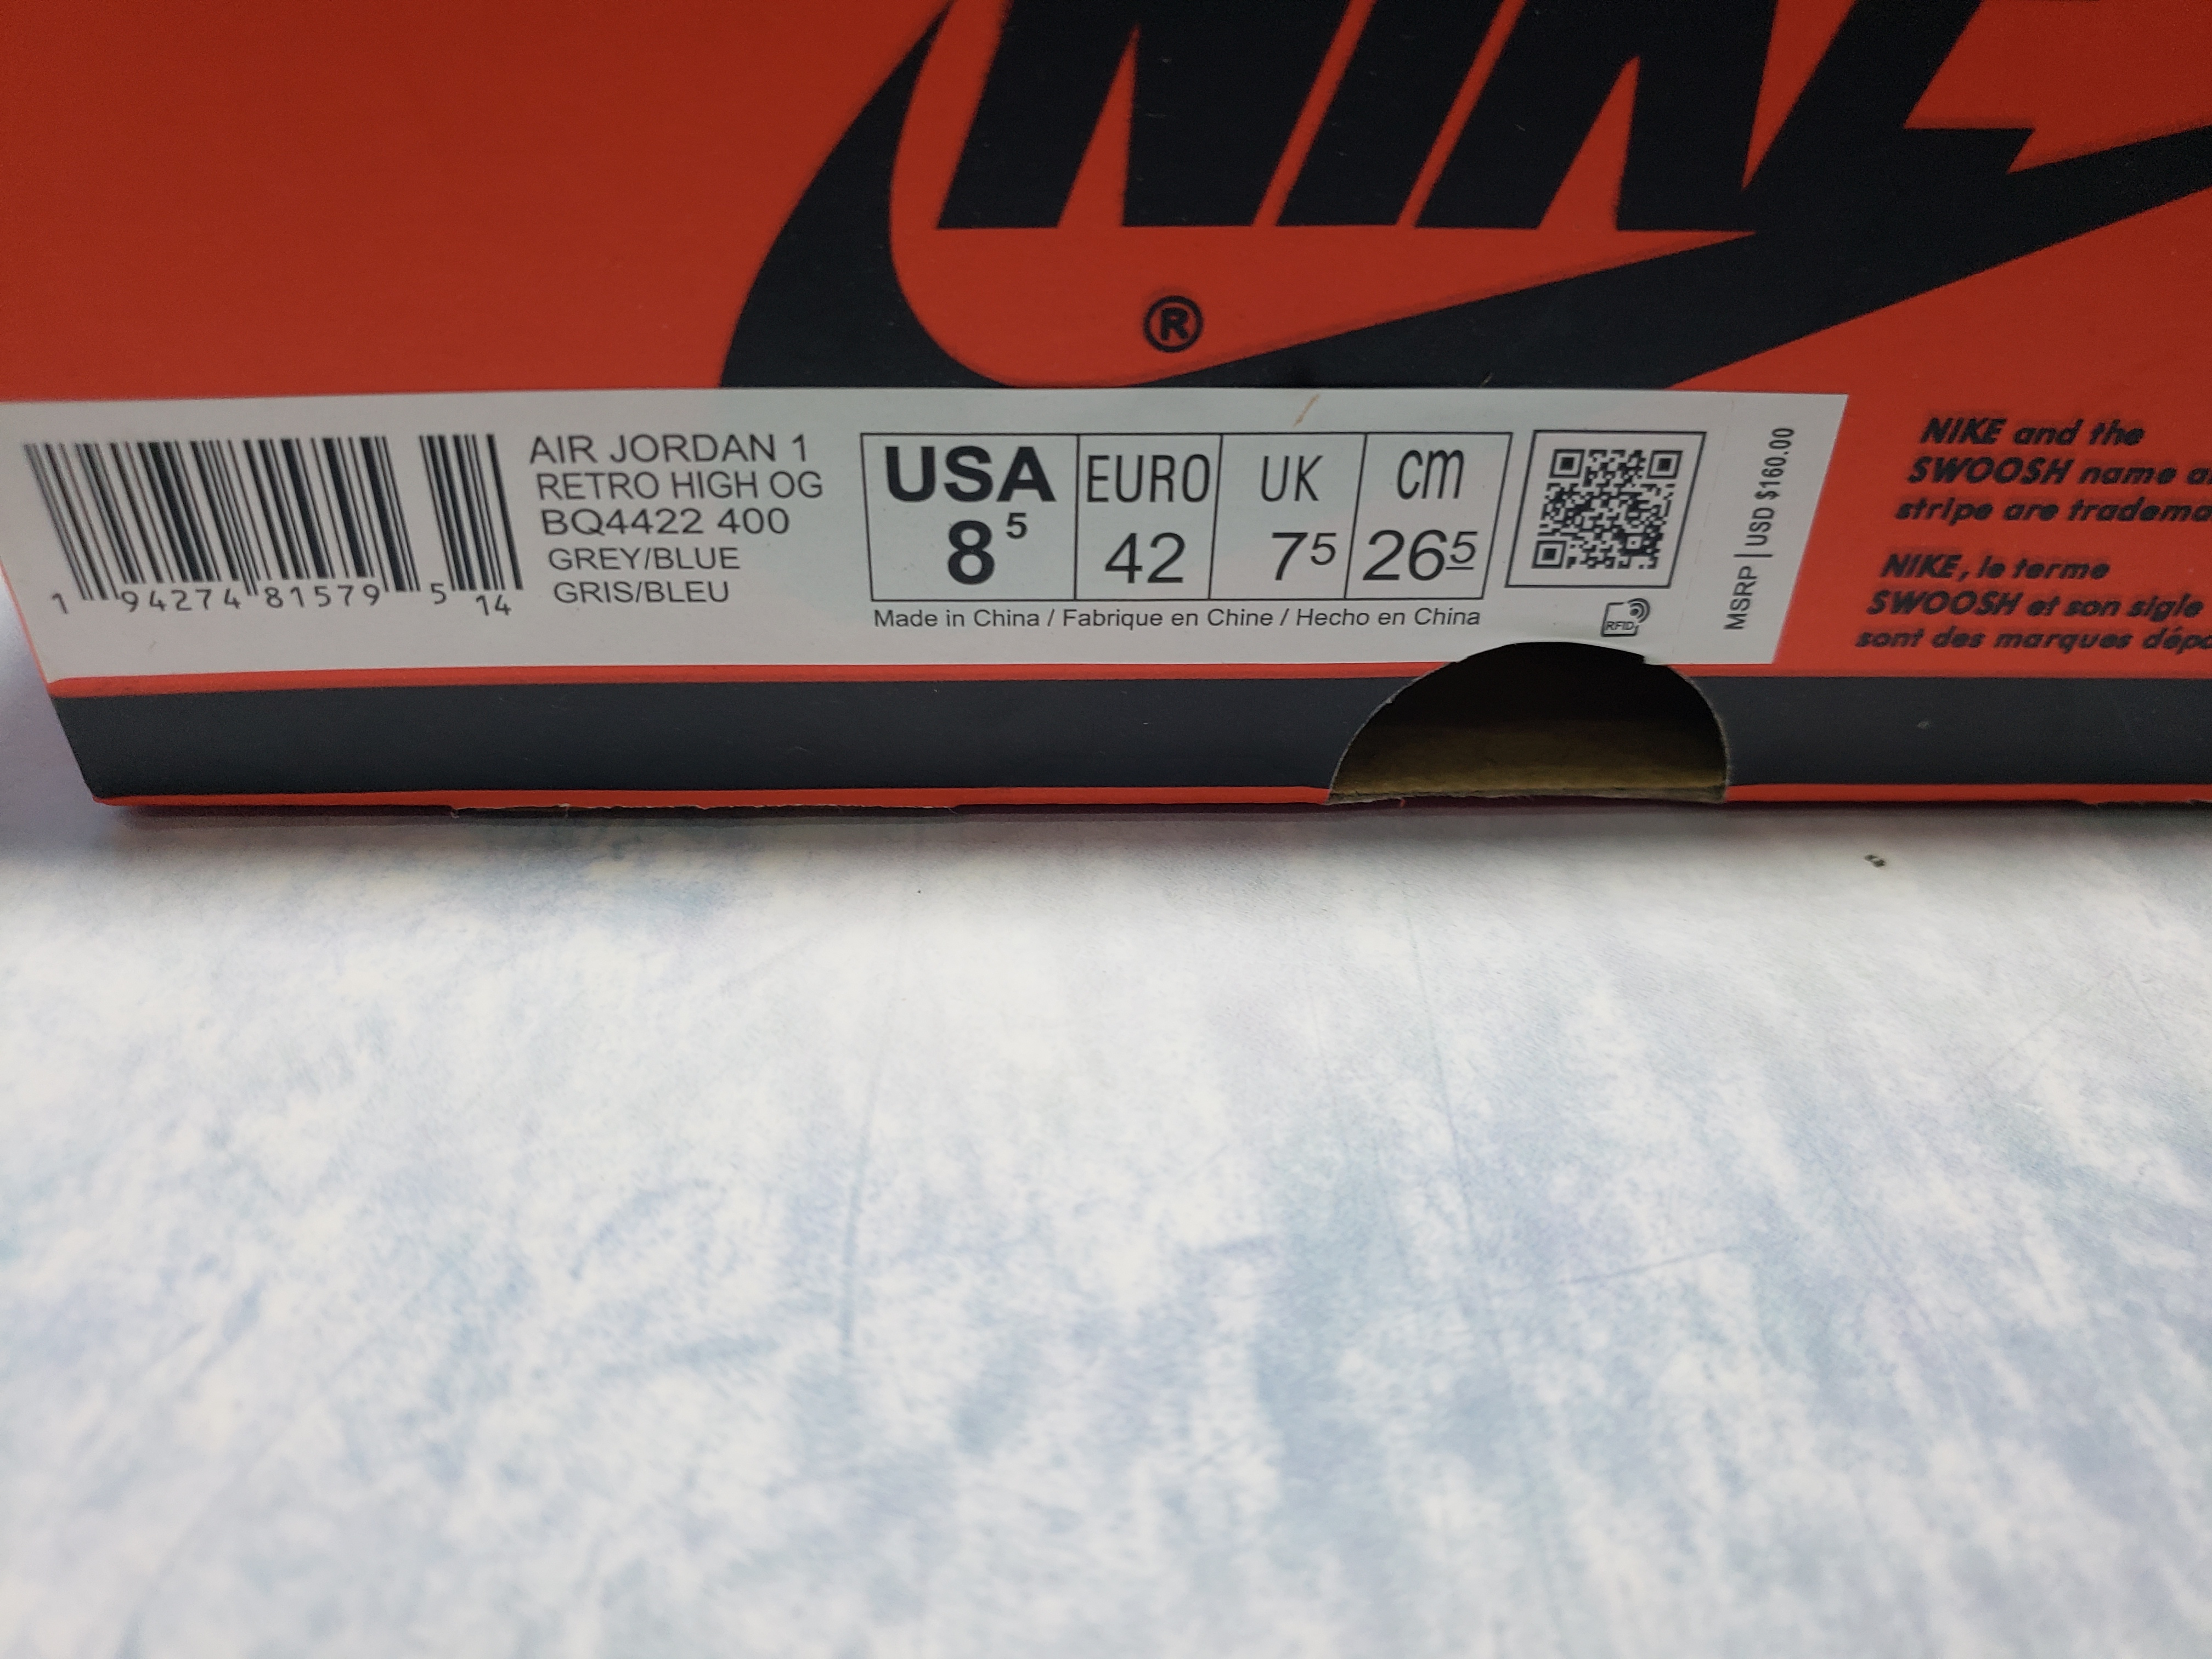 NIKE
®
1 94274 81579 5 14
AIR JORDAN 1
RETRO HIGH OG
BQ4422 400
GREY/BLUE
GRIS/BLEU
USA EURO UK cm
8 5 42 7 5 26 5
Made in China / Fabrique en Chine / Hecho en China
RFID
MSRP | USD $160.00
NIKE and the
SWOOSH name
stripe are
NIKE, le terme
SWOOSH et son sigle
sont des marques